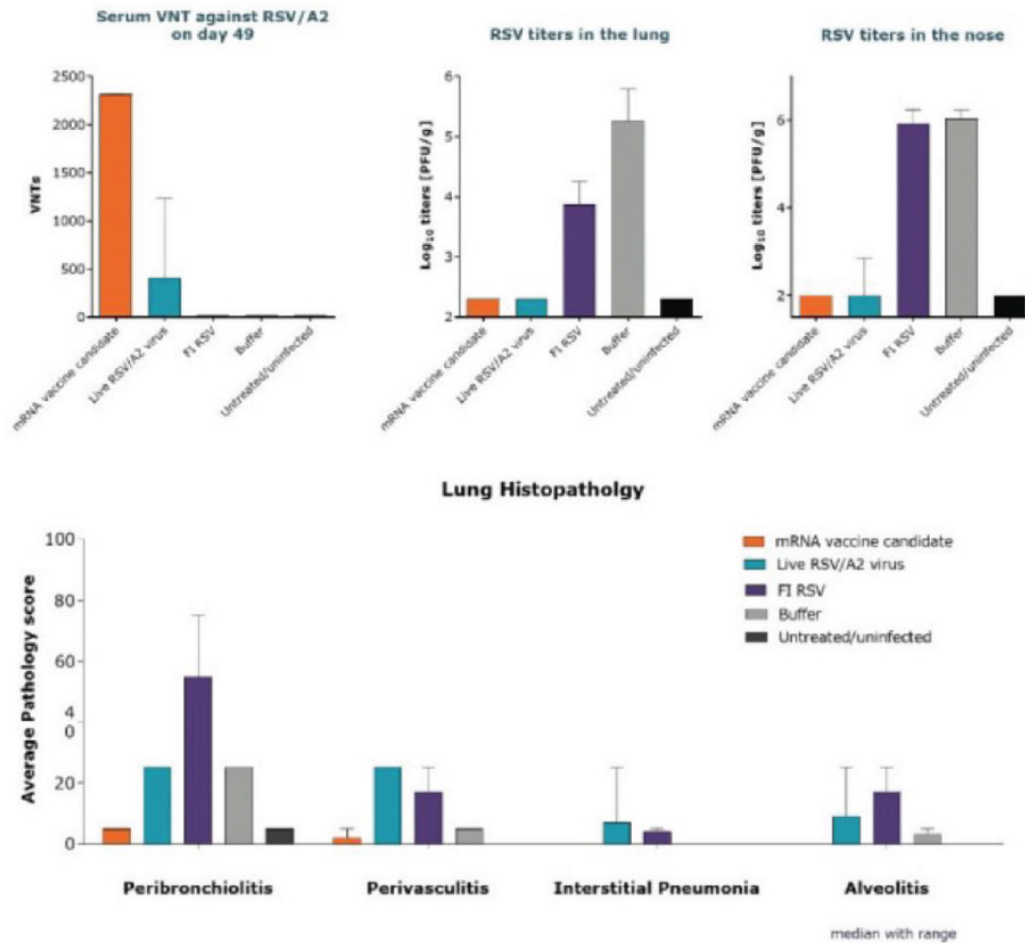 Serum VNT against RSV/A2
on day 49
VNTs
2500
2000
1500
1000
500
0
mRNA vaccine candidate
Live RSV/A2 virus
FI RSV
Buffer
Untreated/uninfected
RSV titers in the lung
Log₁₀ titers [PFU/g]
6
5
4
3
2
mRNA vaccine candidate
Live RSV/A2 virus
FI RSV
Buffer
Untreated/uninfected
RSV titers in the nose
Log₁₀ titers [PFU/g]
6
4
2
mRNA vaccine candidate
Live RSV/A2 virus
FI RSV
Buffer
Untreated/uninfected
Lung Histopatholgy
Average Pathology score
100
80
60
4
0
20
0
mRNA vaccine candidate
Live RSV/A2 virus
FI RSV
Buffer
Untreated/uninfected
Peribronchiolitis
Perivasculitis
Interstitial Pneumonia
Alveolitis
median with range